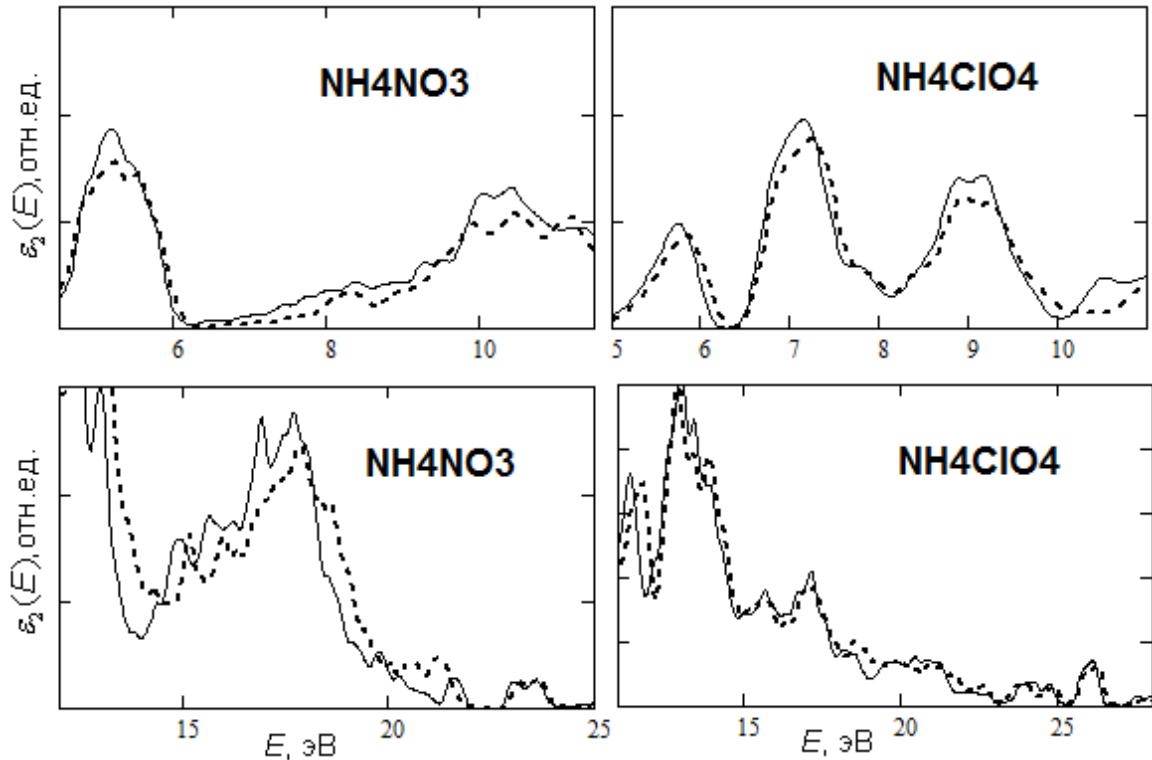 ε₂(E), отн.ед.
NH4NO3
NH4ClO4
6 8 10
5 6 7 8 9 10
ε₂(E), отн.ед.
NH4NO3
NH4ClO4
15 20 25
15 20 25
E, эВ
E, эВ